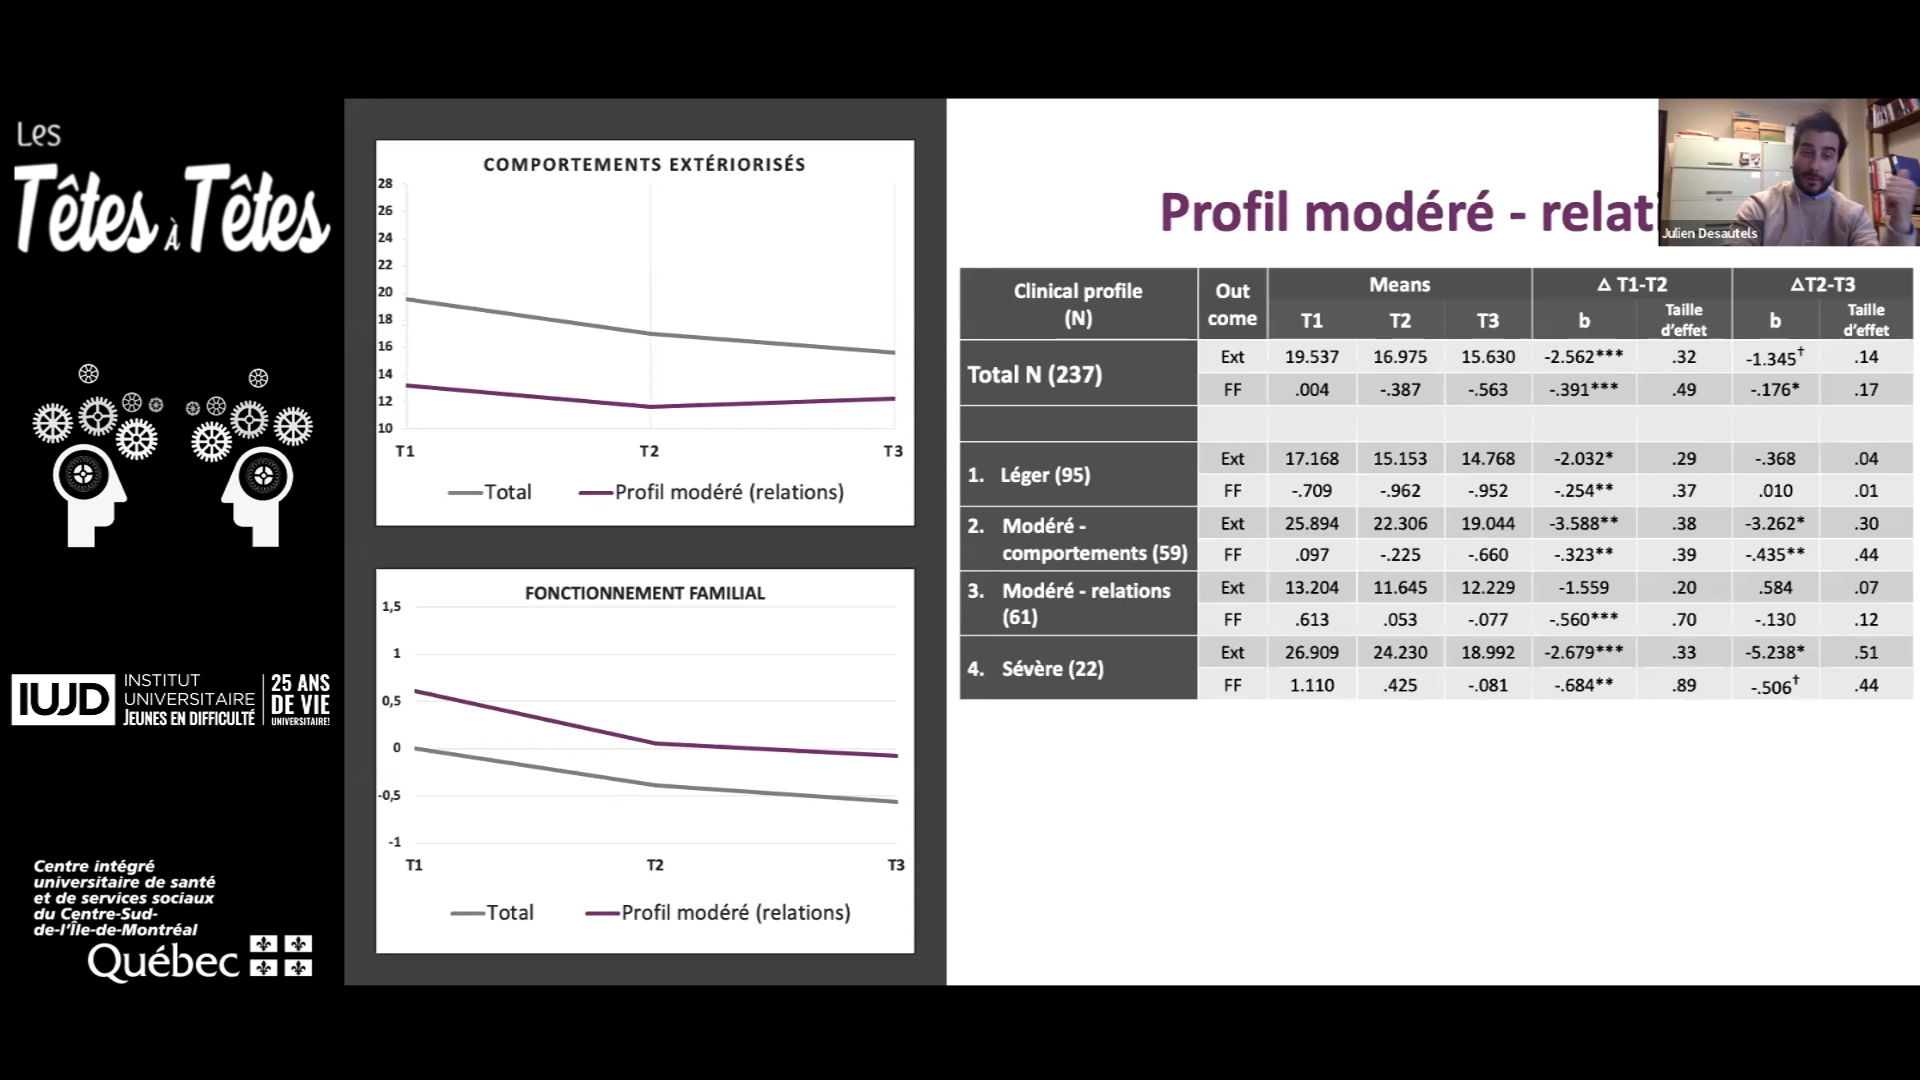 Les
Têtes à Têtes
IUJD
INSTITUT
UNIVERSITAIRE
JEUNES EN DIFFICULTÉ
25 ANS
DE VIE
UNIVERSITAIRE!
Centre intégré
universitaire de santé
et de services sociaux
du Centre-Sud-
de-l'Île-de-Montréal
Québec
COMPORTEMENTS EXTÉRIORISÉS
28
26
24
22
20
18
16
14
12
10
T1 T2 T3
Total Profil modéré (relations)
FONCTIONNEMENT FAMILIAL
1,5
1
0,5
0
-0,5
-1
T1 T2 T3
Total Profil modéré (relations)
Profil modéré - relati
Julien Desautels
Clinical profile (N) Out come Means Δ T1-T2 ΔT2-T3
T1 T2 T3 b Taille d'effet b Taille d'effet
Total N (237) Ext 19.537 16.975 15.630 -2.562*** .32 -1.345† .14
FF .004 -.387 -.563 -.391*** .49 -.176* .17
1. Léger (95) Ext 17.168 15.153 14.768 -2.032* .29 -.368 .04
FF -.709 -.962 -.952 -.254** .37 .010 .01
2. Modéré - comportements (59) Ext 25.894 22.306 19.044 -3.588** .38 -3.262* .30
FF .097 -.225 -.660 -.323** .39 -.435** .44
3. Modéré - relations (61) Ext 13.204 11.645 12.229 -1.559 .20 .584 .07
FF .613 .053 -.077 -.560*** .70 -.130 .12
4. Sévère (22) Ext 26.909 24.230 18.992 -2.679*** .33 -5.238* .51
FF 1.110 .425 -.081 -.684** .89 -.506† .44